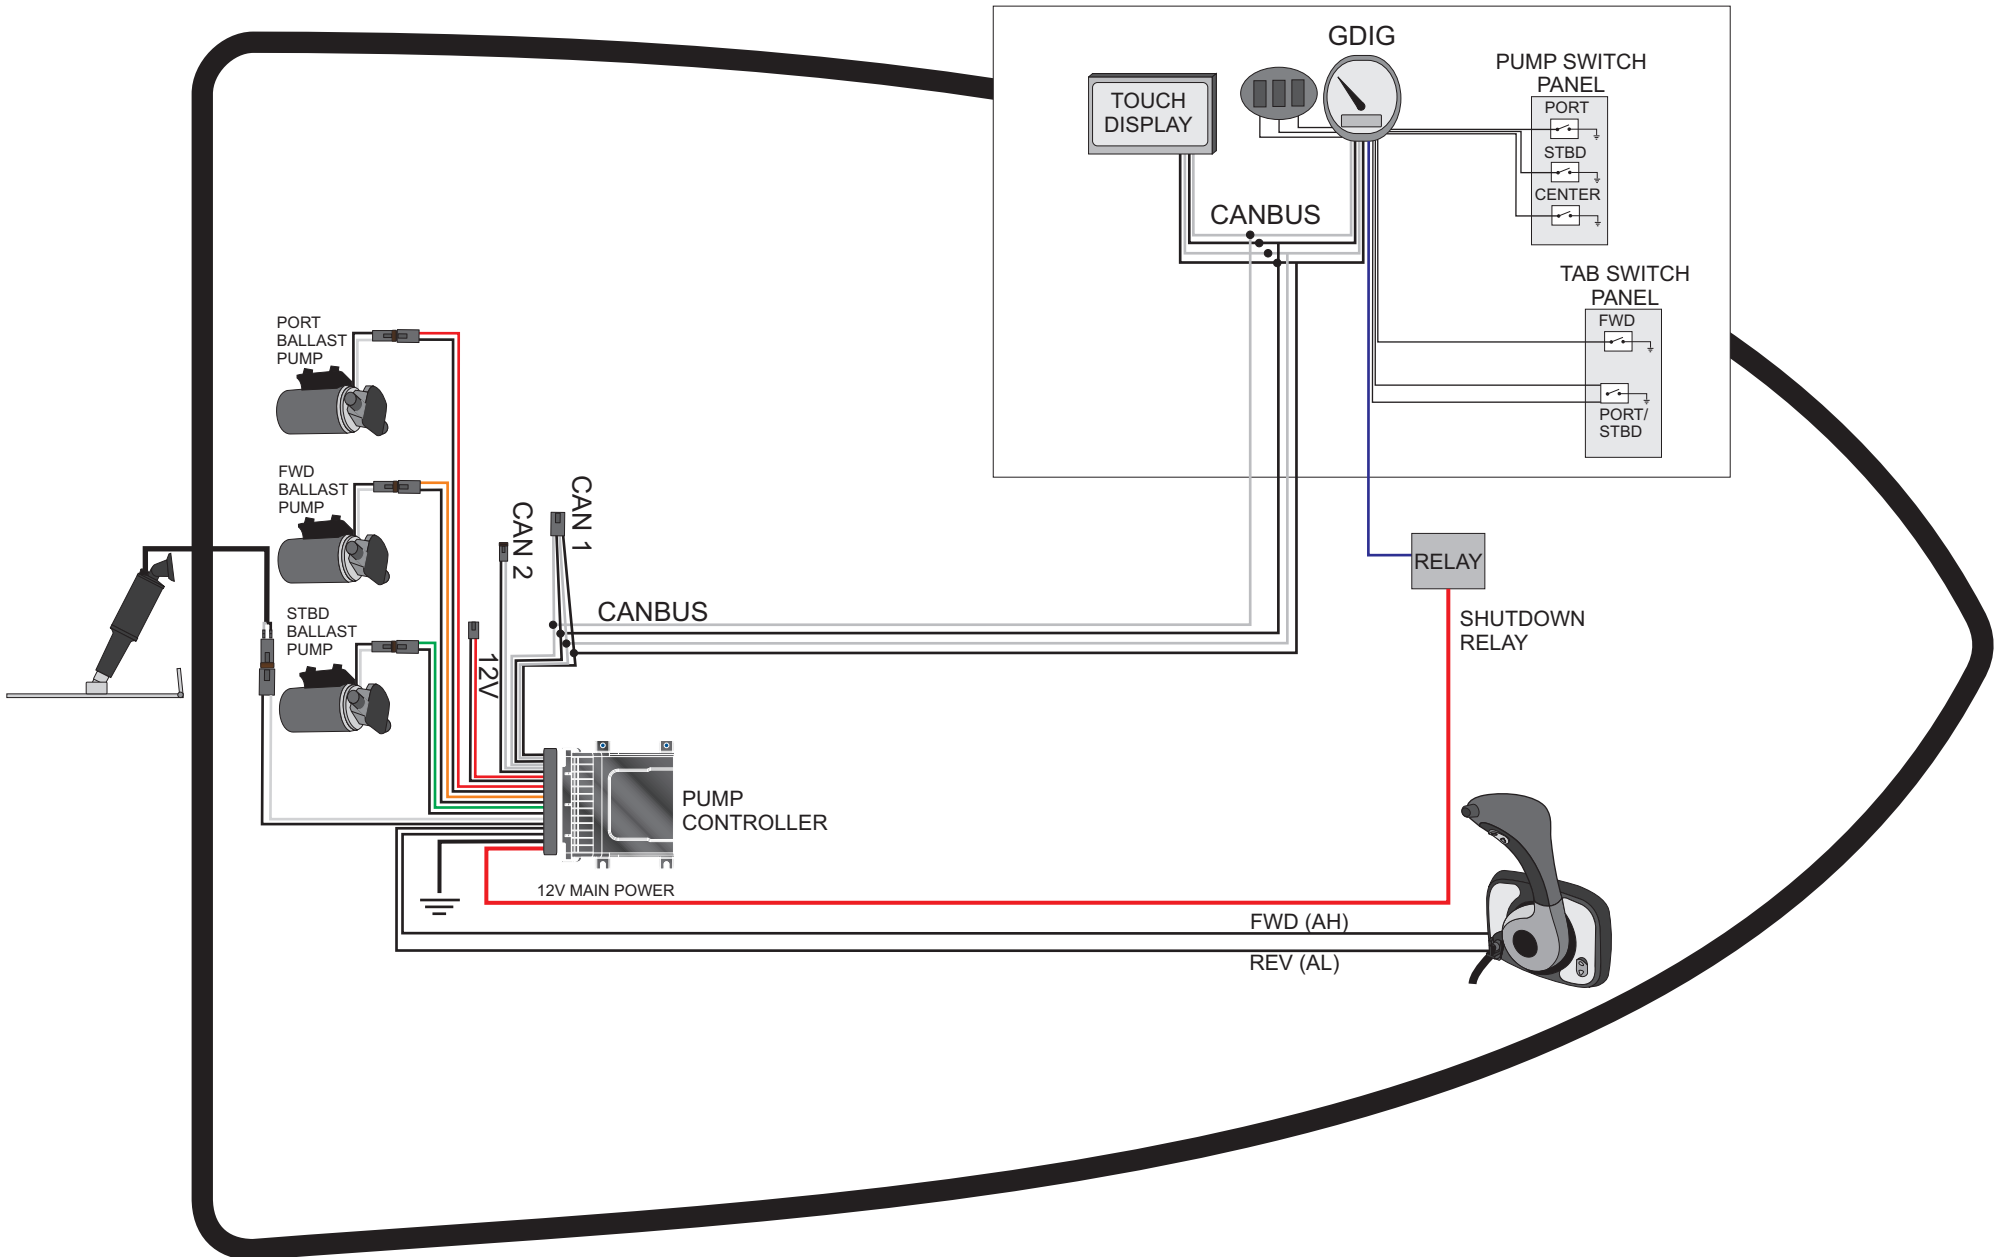 GDIG
PUMP SWITCH
PANEL
TOUCH
DISPLAY
PORT
STBD
CENTER
CANBUS
TAB SWITCH
PANEL
FWD
PORT/
STBD
PORT
BALLAST
PUMP
FWD
BALLAST
PUMP
STBD
BALLAST
PUMP
CAN 1
CAN 2
12V
CANBUS
RELAY
SHUTDOWN
RELAY
PUMP
CONTROLLER
12V MAIN POWER
FWD (AH)
REV (AL)